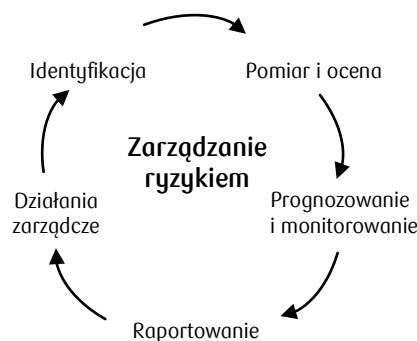 Identyfikacja
Pomiar i ocena
Zarządzanie
ryzykiem
Działania
zarządcze
Prognozowanie
i monitorowanie
Raportowanie